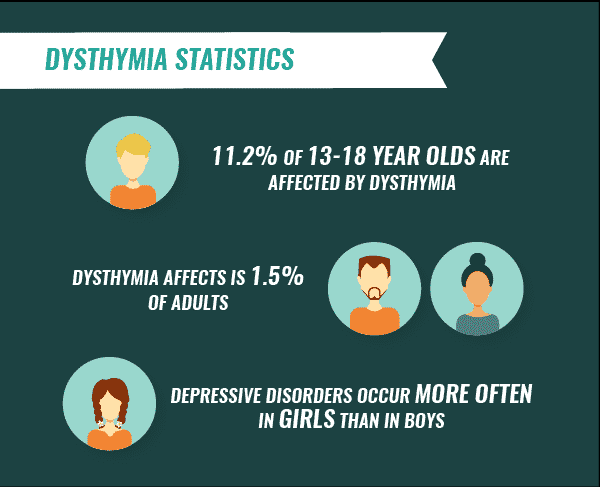 DYSTHYMIA STATISTICS
11.2% OF 13-18 YEAR OLDS ARE
AFFECTED BY DYSTHYMIA
DYSTHYMIA AFFECTS IS 1.5%
OF ADULTS
DEPRESSIVE DISORDERS OCCUR MORE OFTEN
IN GIRLS THAN IN BOYS